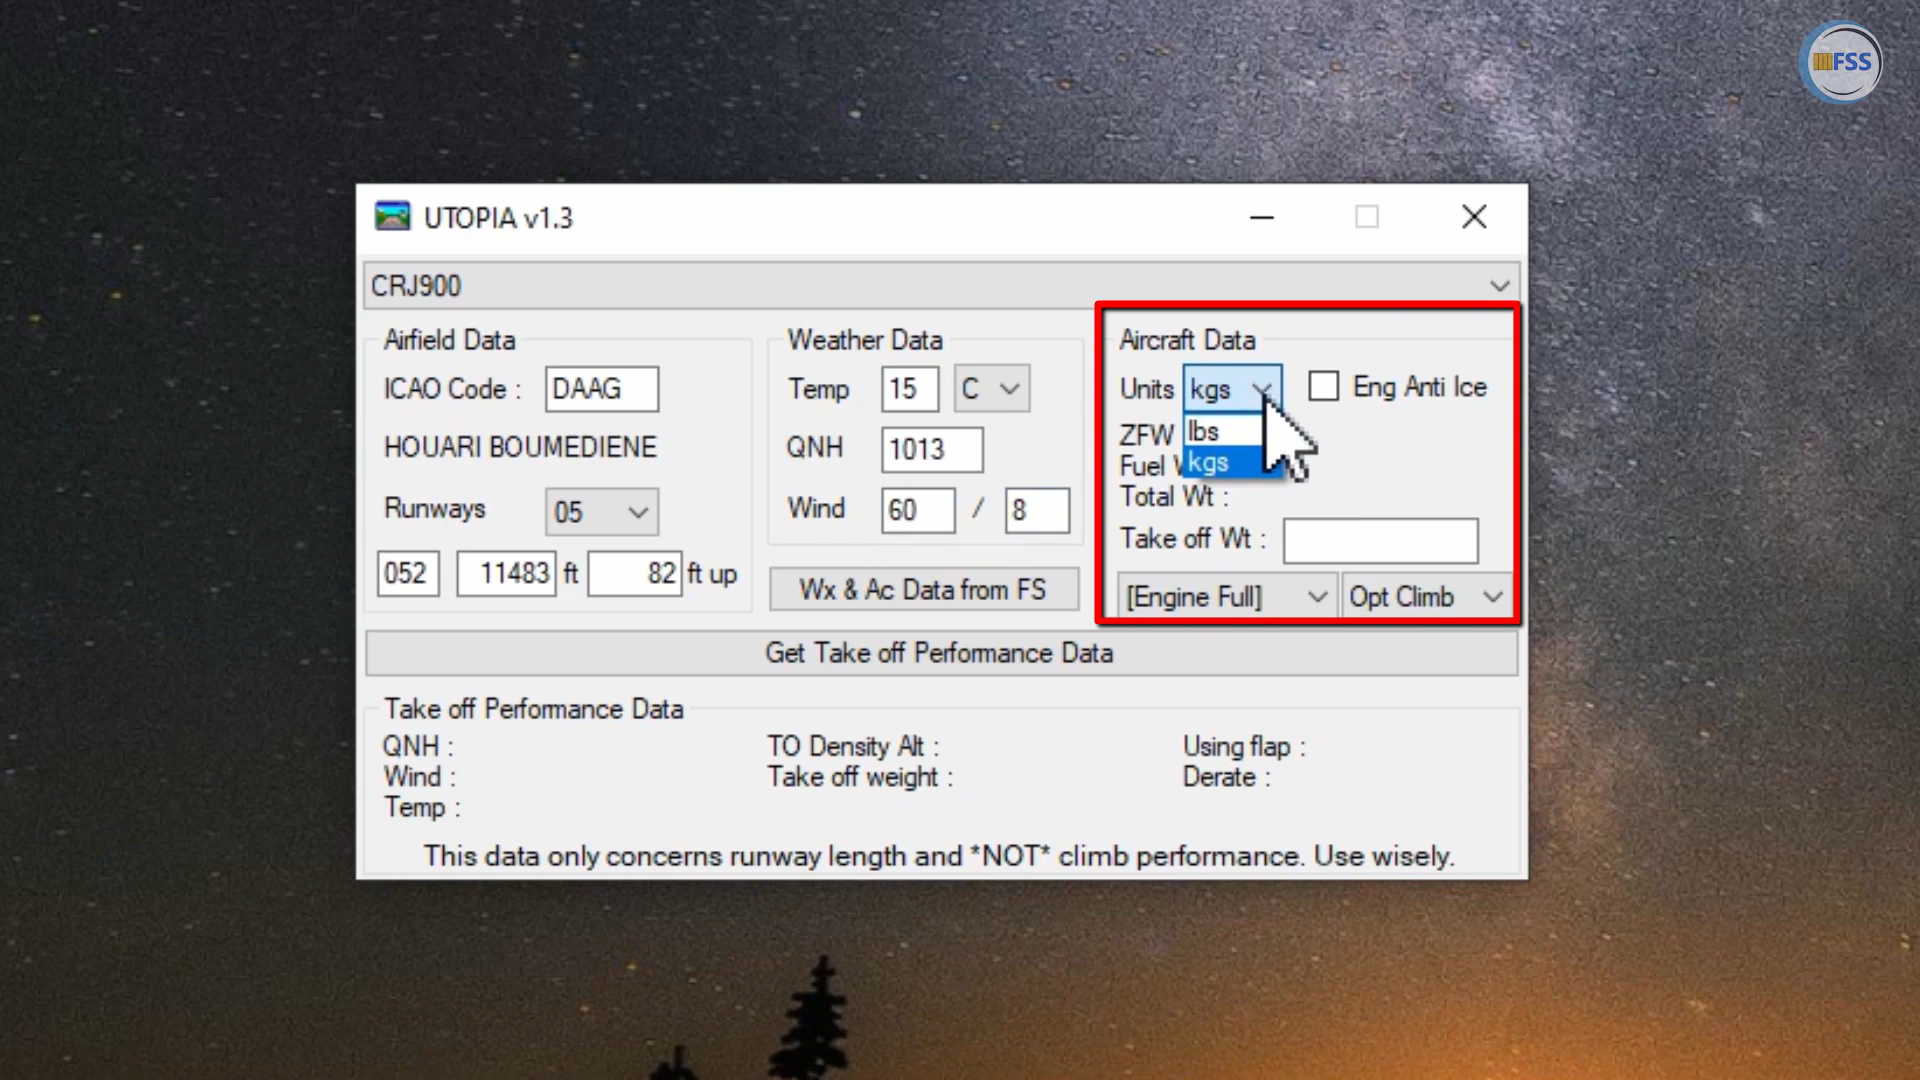 FSS
UTOPIA v1.3
CRJ900
Airfield Data
ICAO Code : DAAG
HOUARI BOUMEDIENE
Runways 05
052 11483 ft 82 ft up
Weather Data
Temp 15 C
QNH 1013
Wind 60 / 8
Wx & Ac Data from FS
Aircraft Data
Units kgs Eng Anti Ice
lbs
kgs
ZFW
Fuel
Total Wt :
Take off Wt :
[Engine Full] Opt Climb
Get Take off Performance Data
Take off Performance Data
QNH : TO Density Alt : Using flap :
Wind : Take off weight : Derate :
Temp :
This data only concerns runway length and *NOT* climb performance. Use wisely.